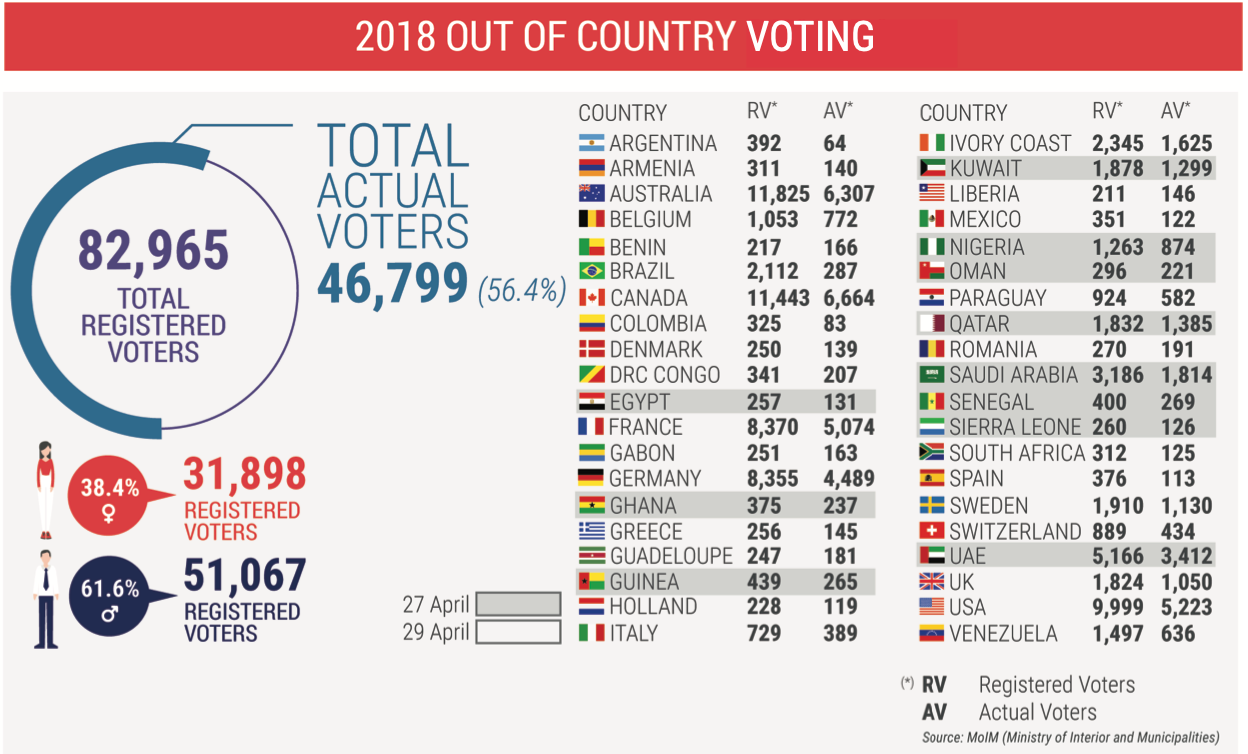 2018 OUT OF COUNTRY VOTING
82,965
TOTAL
REGISTERED
VOTERS
TOTAL
ACTUAL
VOTERS
46,799 (56.4%)
38.4%
31,898
REGISTERED
VOTERS
61.6%
51,067
REGISTERED
VOTERS
27 April
29 April
COUNTRY RV* AV*
ARGENTINA 392 64
ARMENIA 311 140
AUSTRALIA 11,825 6,307
BELGIUM 1,053 772
BENIN 217 166
BRAZIL 2,112 287
CANADA 11,443 6,664
COLOMBIA 325 83
DENMARK 250 139
DRC CONGO 341 207
EGYPT 257 131
FRANCE 8,370 5,074
GABON 251 163
GERMANY 8,355 4,489
GHANA 375 237
GREECE 256 145
GUADELOUPE 247 181
GUINEA 439 265
HOLLAND 228 119
ITALY 729 389
COUNTRY RV* AV*
IVORY COAST 2,345 1,625
KUWAIT 1,878 1,299
LIBERIA 211 146
MEXICO 351 122
NIGERIA 1,263 874
OMAN 296 221
PARAGUAY 924 582
QATAR 1,832 1,385
ROMANIA 270 191
SAUDI ARABIA 3,186 1,814
SENEGAL 400 269
SIERRA LEONE 260 126
SOUTH AFRICA 312 125
SPAIN 376 113
SWEDEN 1,910 1,130
SWITZERLAND 889 434
UAE 5,166 3,412
UK 1,824 1,050
USA 9,999 5,223
VENEZUELA 1,497 636
(*) RV Registered Voters
AV Actual Voters
Source: MoIM (Ministry of Interior and Municipalities)